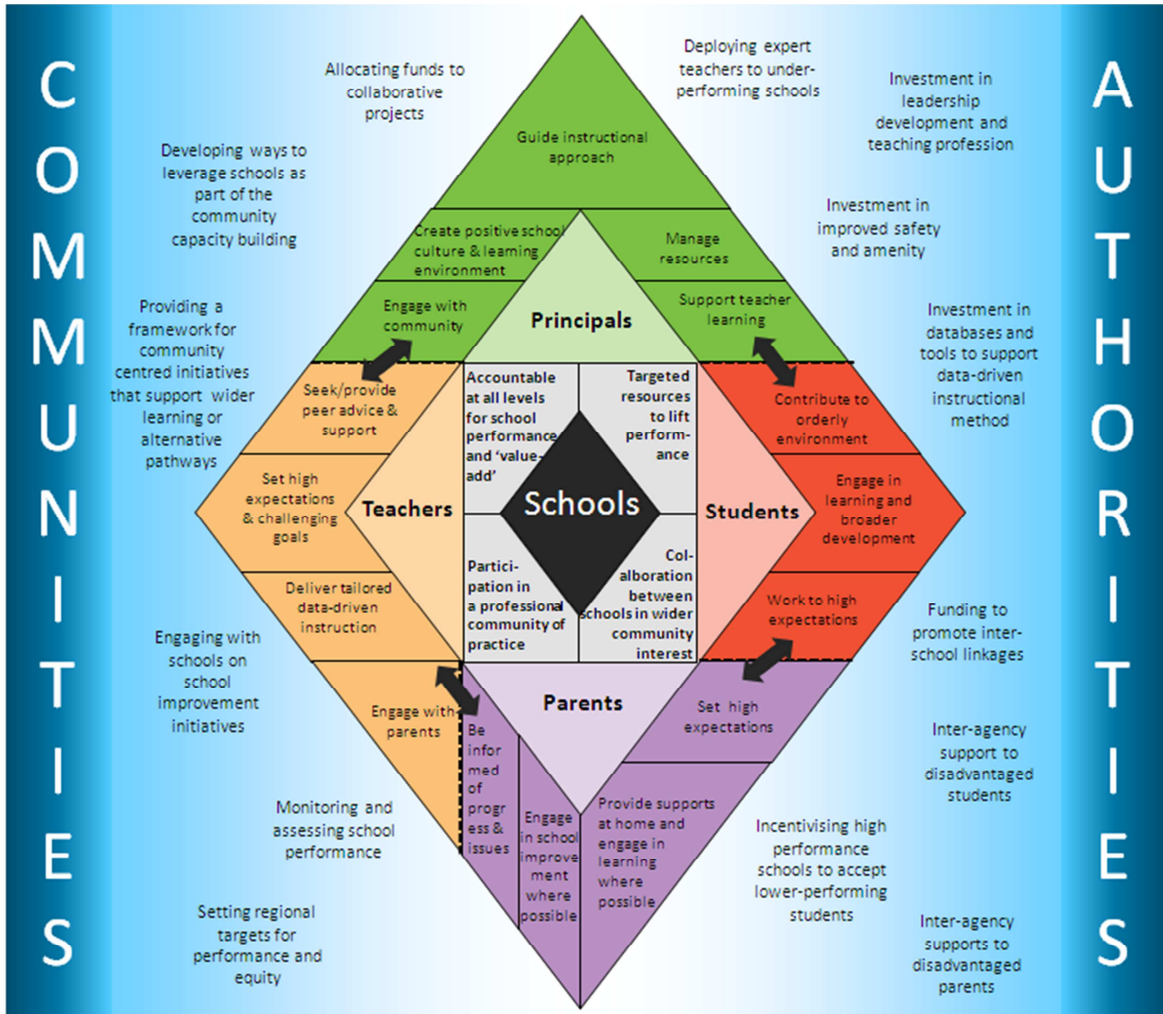 COMMUNITIES
Allocating funds to
collaborative
projects
Developing ways to
leverage schools as
part of the
community
capacity building
Providing a
framework for
community
centred initiatives
that support wider
learning or
alternative
pathways
Engaging with
schools on
school
improvement
initiatives
Monitoring and
assessing school
performance
Setting regional
targets for
performance and
equity
Guide instructional
approach
Create positive school
culture & learning
environment
Manage
resources
Engage with
community
Support teacher
learning
Principals
Seek/provide
peer advice &
support
Set high
expectations
& challenging
goals
Deliver tailored
data-driven
instruction
Engage with
parents
Teachers
Accountable
at all levels
for school
performance
and ‘value-
add’
Targeted
resources
to lift
perform-
ance
Schools
Partici-
pation in
a professional
community of
practice
Col-
alboration
between
schools in wider
community
interest
Students
Contribute to
orderly
environment
Engage in
learning and
broader
development
Work to high
expectations
Parents
Set high
expectations
Be
infor
med
of
progr
ess &
issues
Engage
in school
improve
ment
where
possible
Provide supports
at home and
engage in
learning
where
possible
Deploying expert
teachers to under-
performing schools
Investment in
leadership
development and
teaching profession
Investment in
improved safety
and amenity
Investment in
databases and
tools to support
data-driven
instructional
method
Funding to
promote inter-
school linkages
Inter-agency
support to
disadvantaged
students
Incentivising high
performance
schools to accept
lower-performing
students
Inter-agency
supports to
disadvantaged
parents
AUTHORITIES